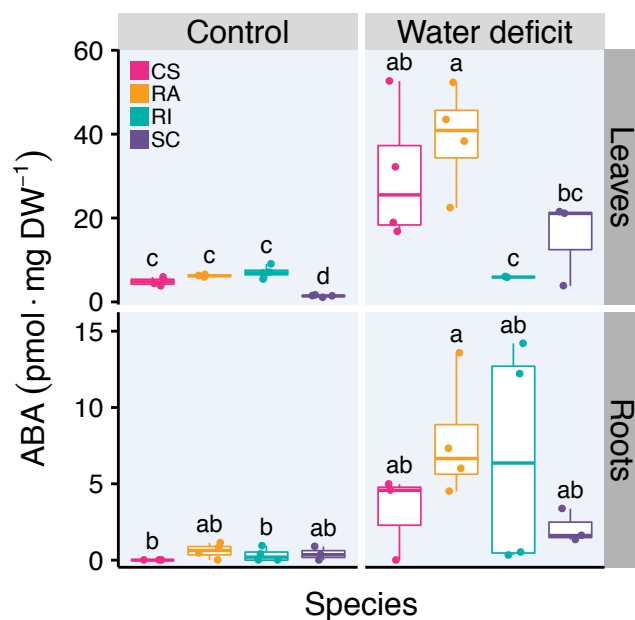 Control
Water deficit
CS
RA
RI
SC
ab
a
c
c
c
d
c
bc
60
40
20
0
Leaves
ABA (pmol · mg DW⁻¹)
b
ab
b
ab
ab
a
ab
ab
15
10
5
0
Roots
Species